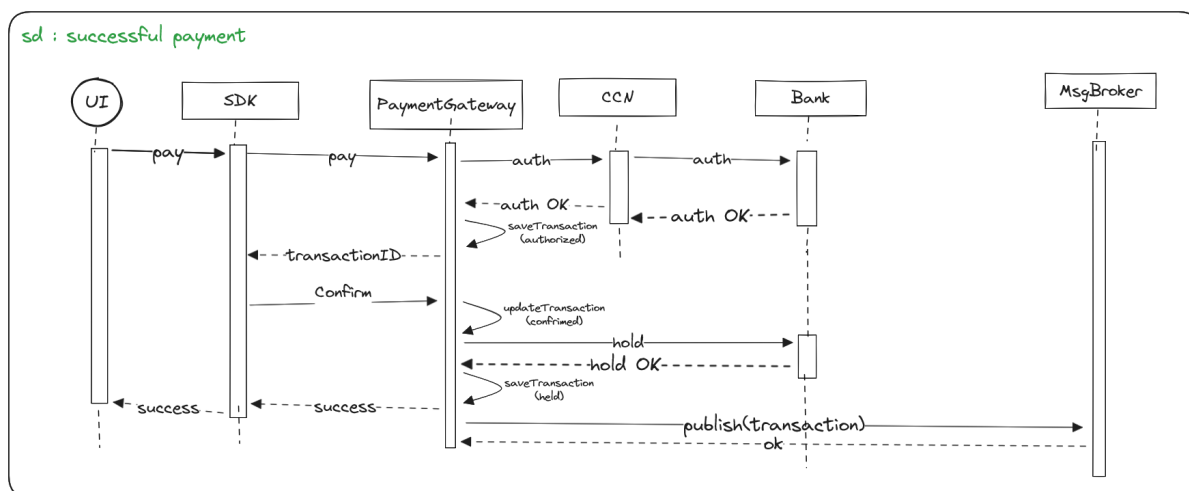 sd : successful payment
UI
SDK
PaymentGateway
CCN
Bank
MsgBroker
pay
pay
auth
auth
auth OK
auth OK
saveTransaction
(authorized)
transactionID
Confirm
updateTransaction
(confrimed)
hold
hold OK
saveTransaction
(held)
success
success
publish(transaction)
ok